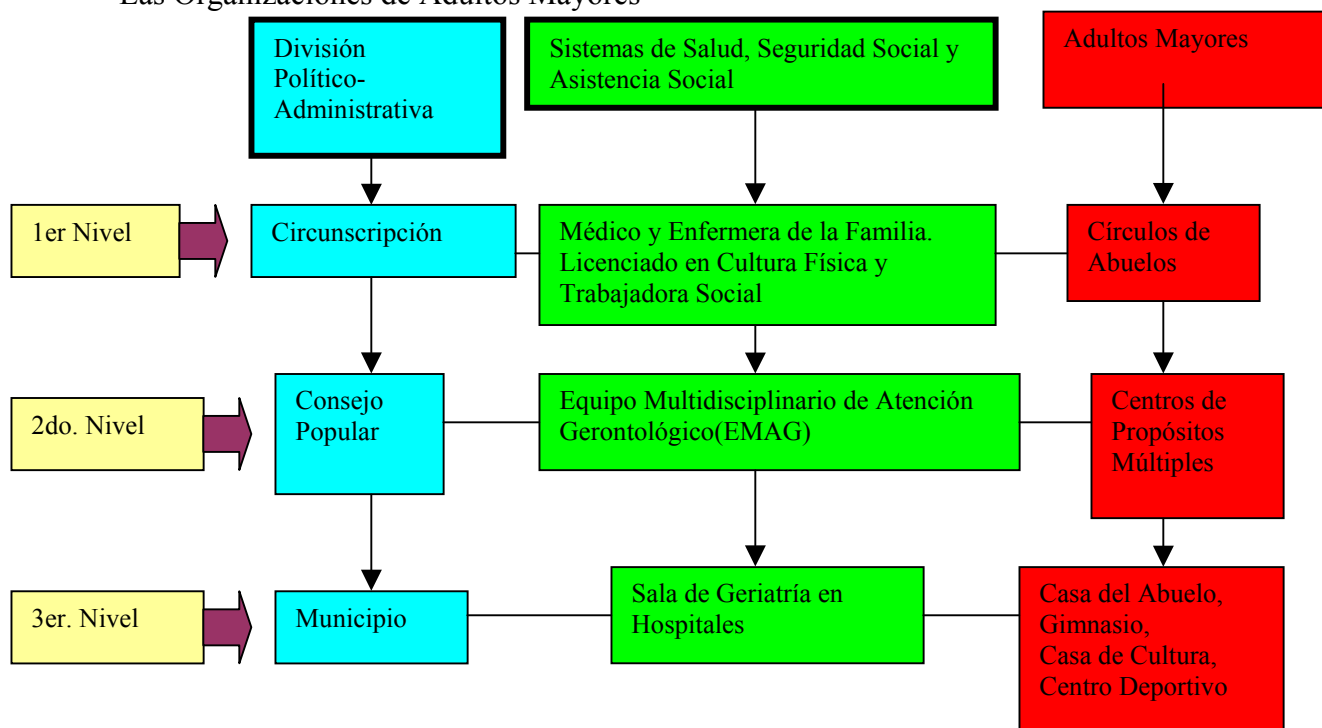 Las Organizaciones de Adultos Mayores
División
Político-
Administrativa
Sistemas de Salud, Seguridad Social y
Asistencia Social
Adultos Mayores
1er Nivel
Circunscripción
Médico y Enfermera de la Familia.
Licenciado en Cultura Física y
Trabajadora Social
Círculos de
Abuelos
2do. Nivel
Consejo
Popular
Equipo Multidisciplinario de Atención
Gerontológico(EMAG)
Centros de
Propósitos
Múltiples
3er. Nivel
Municipio
Sala de Geriatría en
Hospitales
Casa del Abuelo,
Gimnasio,
Casa de Cultura,
Centro Deportivo